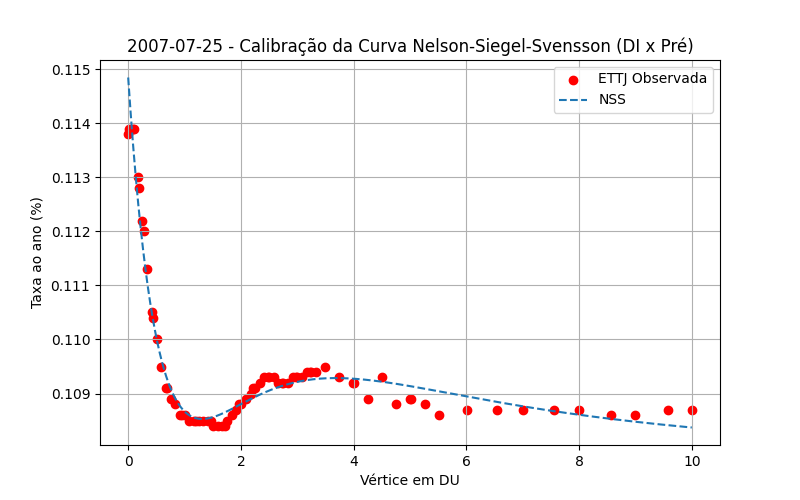 2007-07-25 - Calibração da Curva Nelson-Siegel-Svensson (DI x Pré)
ETTJ Observada
NSS
Taxa ao ano (%)
0.115
0.114
0.113
0.112
0.111
0.110
0.109
0 2 4 6 8 10
Vértice em DU